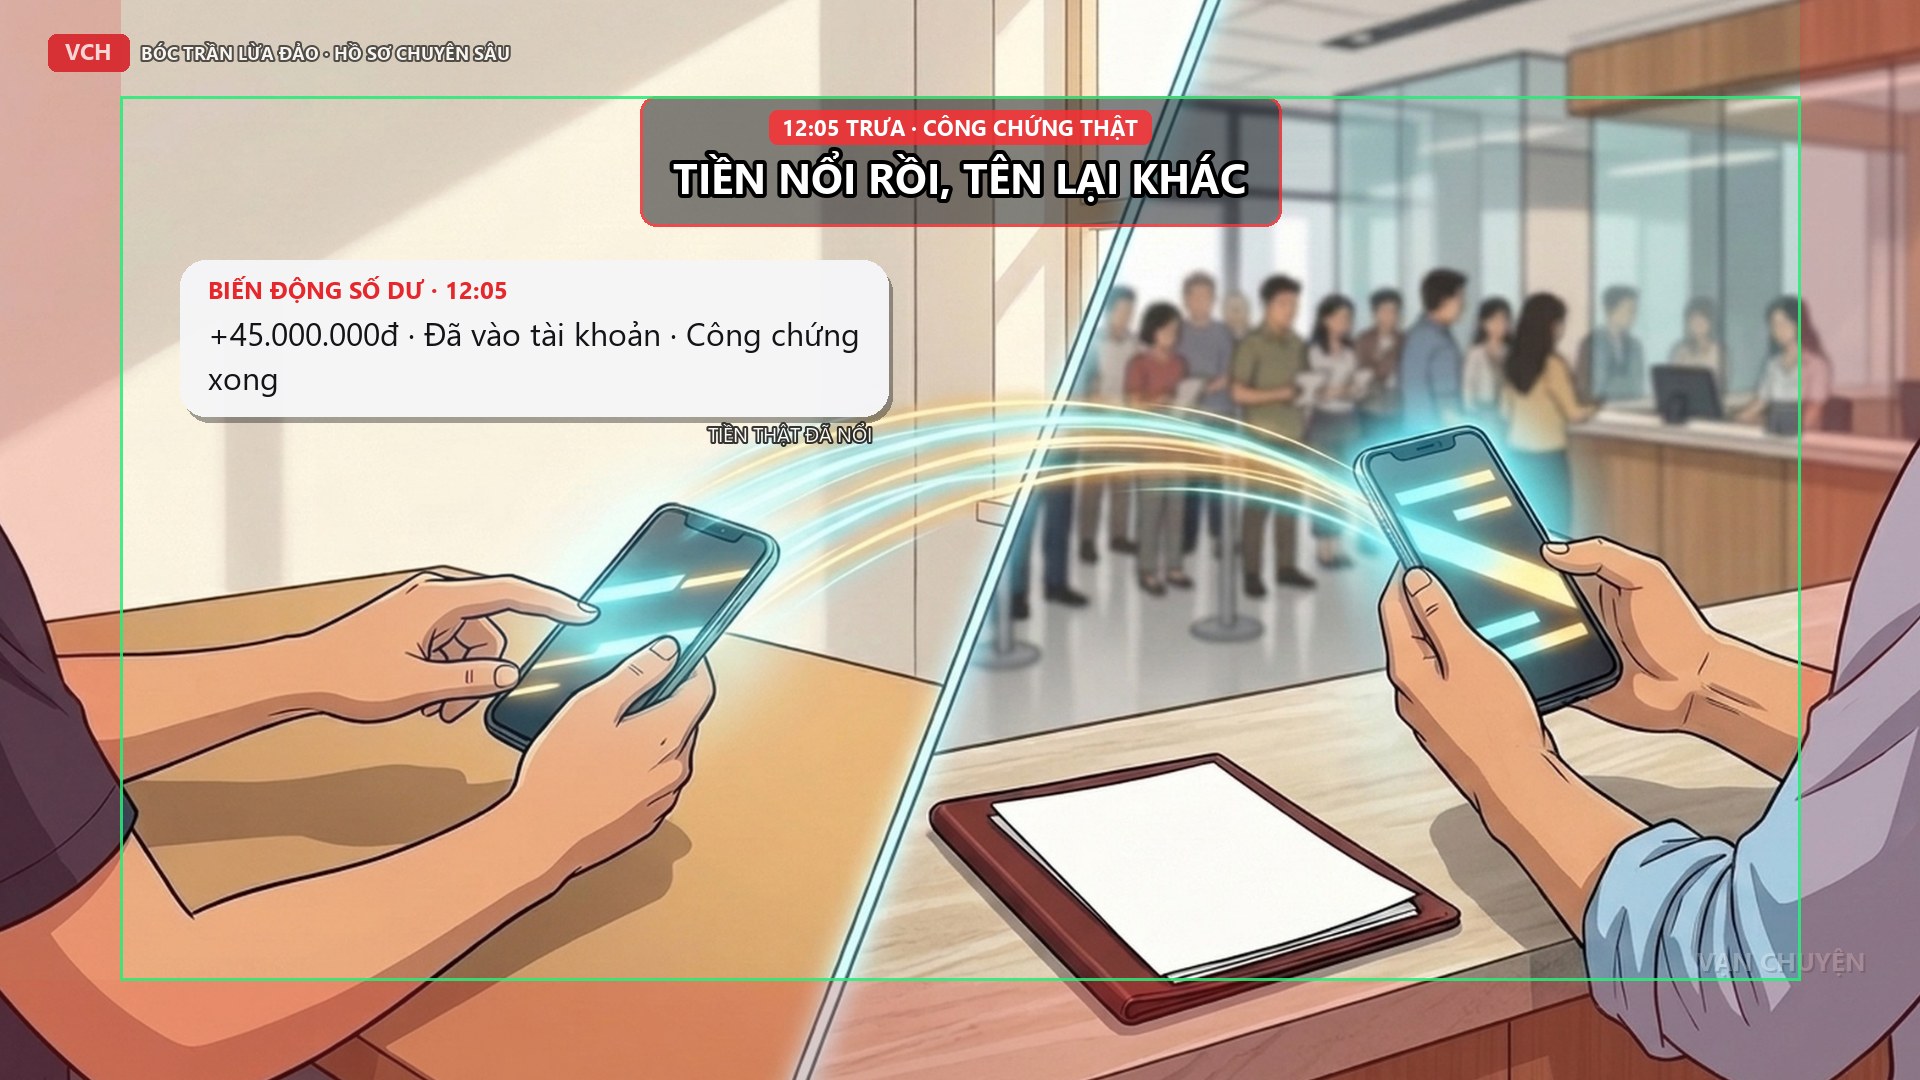 VCH BÓC TRẦN LỪA ĐẢO · HỒ SƠ CHUYÊN SÂU
12:05 TRƯA · CÔNG CHỨNG THẬT
TIỀN NỔI RỒI, TÊN LẠI KHÁC
BIẾN ĐỘNG SỐ DƯ · 12:05
+45.000.000đ · Đã vào tài khoản · Công chứng
xong
TIỀN THẬT ĐÃ NỔI
VẠN CHUYỆN